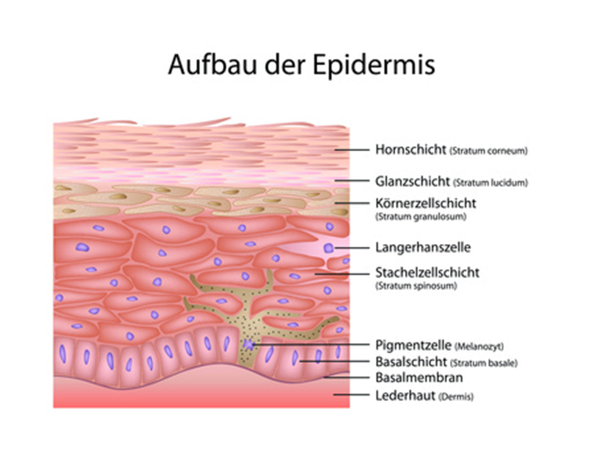 Aufbau der Epidermis
Hornschicht (Stratum corneum)
Glanzschicht (Stratum lucidum)
Körnerzellschicht
(Stratum granulosum)
Langerhanszelle
Stachelzellschicht
(Stratum spinosum)
Pigmentzelle (Melanozyt)
Basalschicht (Stratum basale)
Basalmembran
Lederhaut (Dermis)